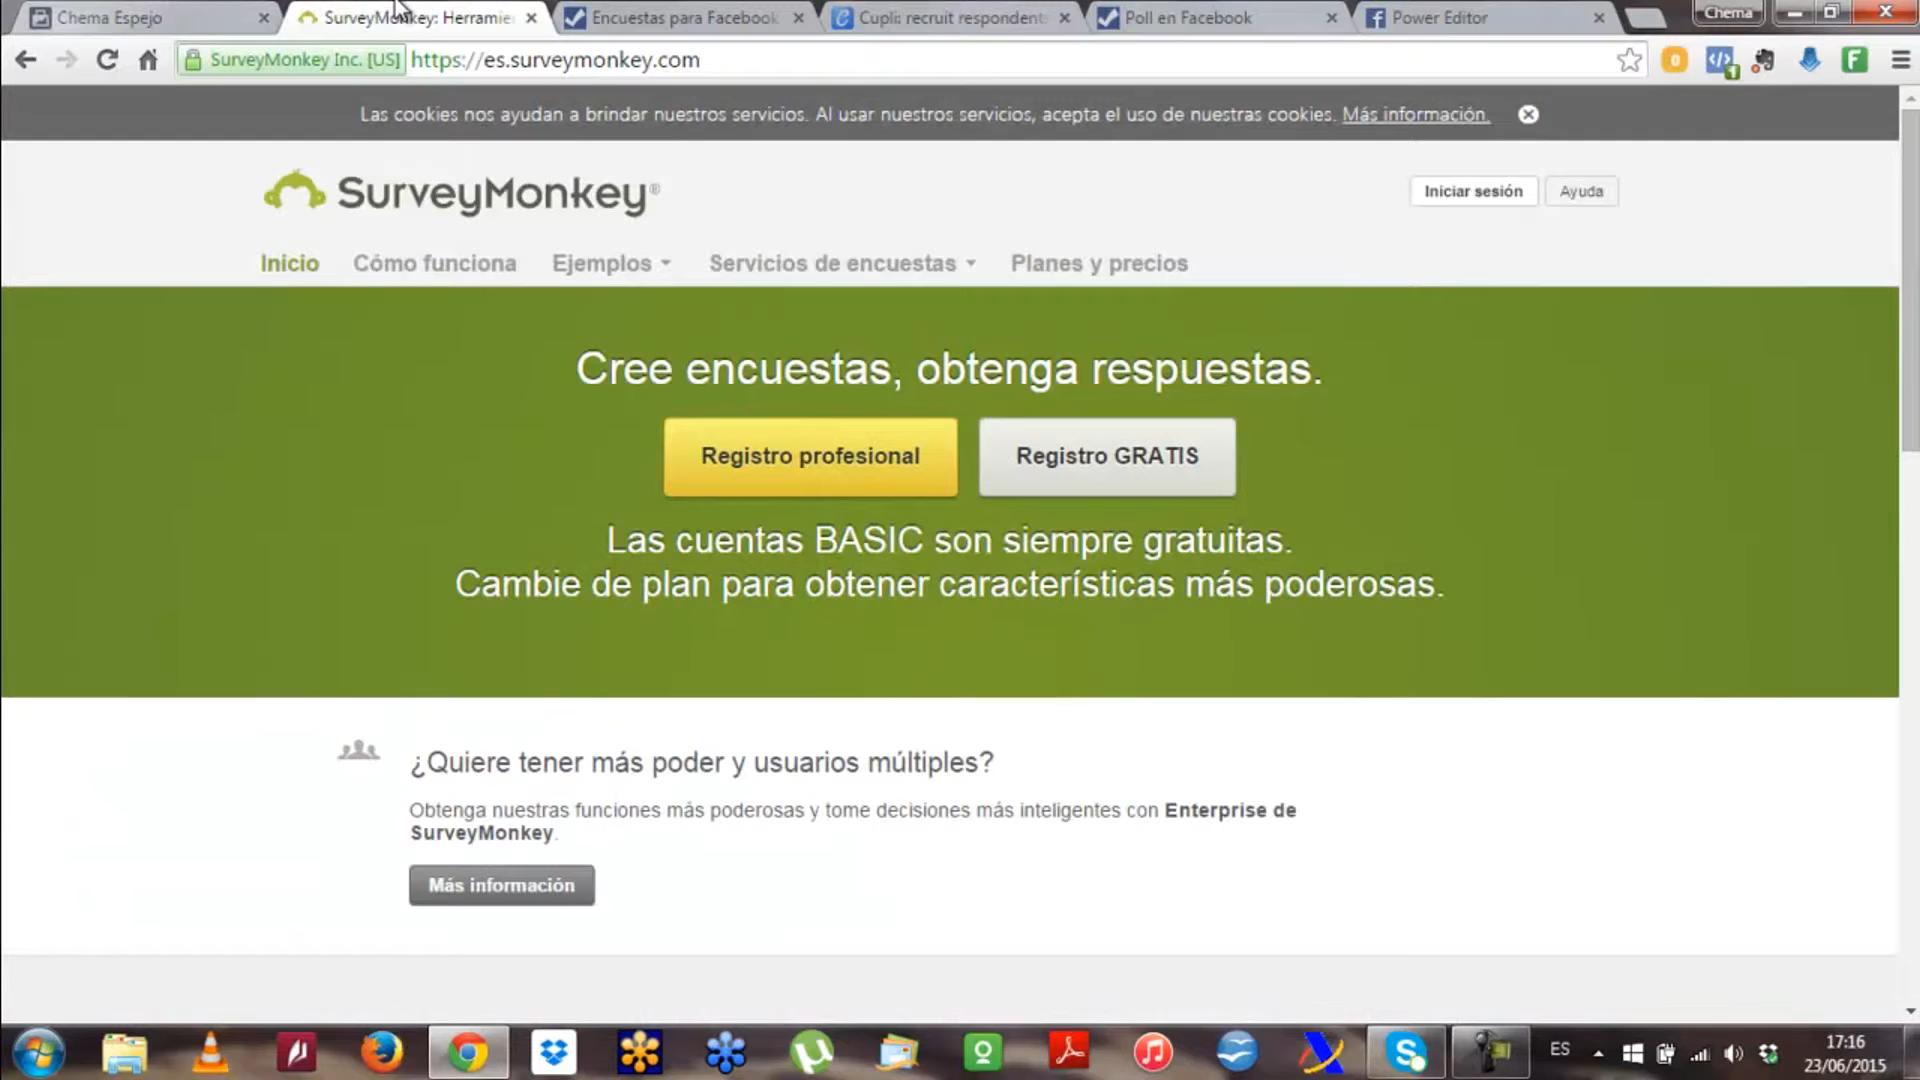 Chema Espejo
SurveyMonkey: Herramie
Encuestas para Facebook
Cupli: recruit respondent
Poll en Facebook
Power Editor
Chema
SurveyMonkey Inc. [US]
https://es.surveymonkey.com
Las cookies nos ayudan a brindar nuestros servicios. Al usar nuestros servicios, acepta el uso de nuestras cookies. Más información.
SurveyMonkey®
Iniciar sesión
Ayuda
Inicio
Cómo funciona
Ejemplos
Servicios de encuestas
Planes y precios
Cree encuestas, obtenga respuestas.
Registro profesional
Registro GRATIS
Las cuentas BASIC son siempre gratuitas.
Cambie de plan para obtener características más poderosas.
¿Quiere tener más poder y usuarios múltiples?
Obtenga nuestras funciones más poderosas y tome decisiones más inteligentes con Enterprise de
SurveyMonkey.
Más información
ES
17:16
23/06/2015